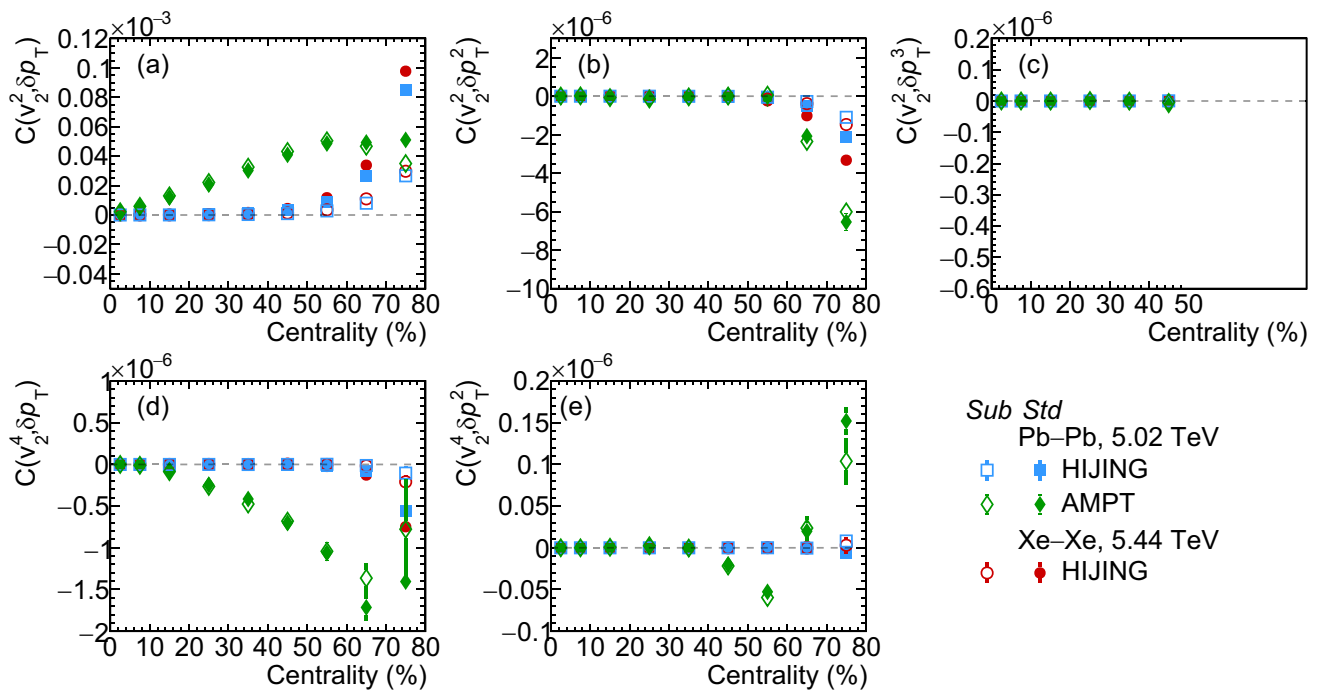 ×10⁻³
C(v₂²,δp_T)
0.12
0.1
0.08
0.06
0.04
0.02
0
−0.02
−0.04
(a)
0 10 20 30 40 50 60 70 80
Centrality (%)
×10⁻⁶
C(v₂²,δp_T²)
2
0
−2
−4
−6
−8
−10
(b)
0 10 20 30 40 50 60 70 80
Centrality (%)
×10⁻⁶
C(v₂²,δp_T³)
0.2
0.1
0
−0.1
−0.2
−0.3
−0.4
−0.5
−0.6
(c)
0 10 20 30 40 50
Centrality (%)
×10⁻⁶
C(v₂⁴,δp_T)
1
0.5
0
−0.5
−1
−1.5
−2
(d)
0 10 20 30 40 50 60 70 80
Centrality (%)
×10⁻⁶
C(v₂⁴,δp_T²)
0.2
0.15
0.1
0.05
0
−0.05
−0.1
(e)
0 10 20 30 40 50 60 70 80
Centrality (%)
Sub Std
Pb−Pb, 5.02 TeV
HIJING
AMPT
Xe−Xe, 5.44 TeV
HIJING